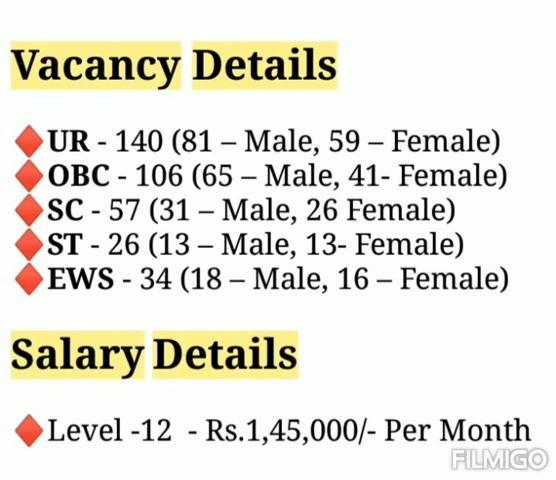 Vacancy Details
♦UR - 140 (81 – Male, 59 – Female)
♦OBC - 106 (65 – Male, 41- Female)
♦SC - 57 (31 – Male, 26 Female)
♦ST - 26 (13 – Male, 13- Female)
♦EWS - 34 (18 – Male, 16 – Female)
Salary Details
♦Level -12 - Rs.1,45,000/- Per Month
FILMIGO